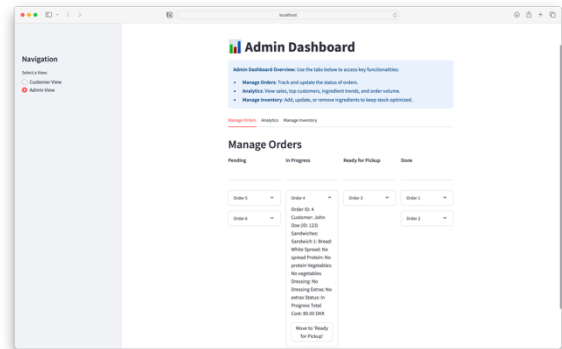 localhost
Navigation
Select a View:
Customer View
Admin View
Admin Dashboard
Admin Dashboard Overview: Use the tabs below to access key functionalities:
Manage Orders: Track and update the status of orders.
Analytics: View sales, top customers, ingredient trends, and order volume.
Manage Inventory: Add, update, or remove ingredients to keep stock optimized.
Manage Orders Analytics Manage Inventory
Manage Orders
Pending In Progress Ready for Pickup Done
Order 5 Order 4 Order 3 Order 1
Order 6 Order 2
Order ID: 4
Customer: John
Doe (ID: 123)
Sandwiches:
Sandwich 1: Bread:
White Spread: No
spread Protein: No
protein Vegetables:
No vegetables
Dressing: No
Dressing Extras: No
extras Status: In
Progress Total
Cost: 80.00 DKK
Move to 'Ready
for Pickup'